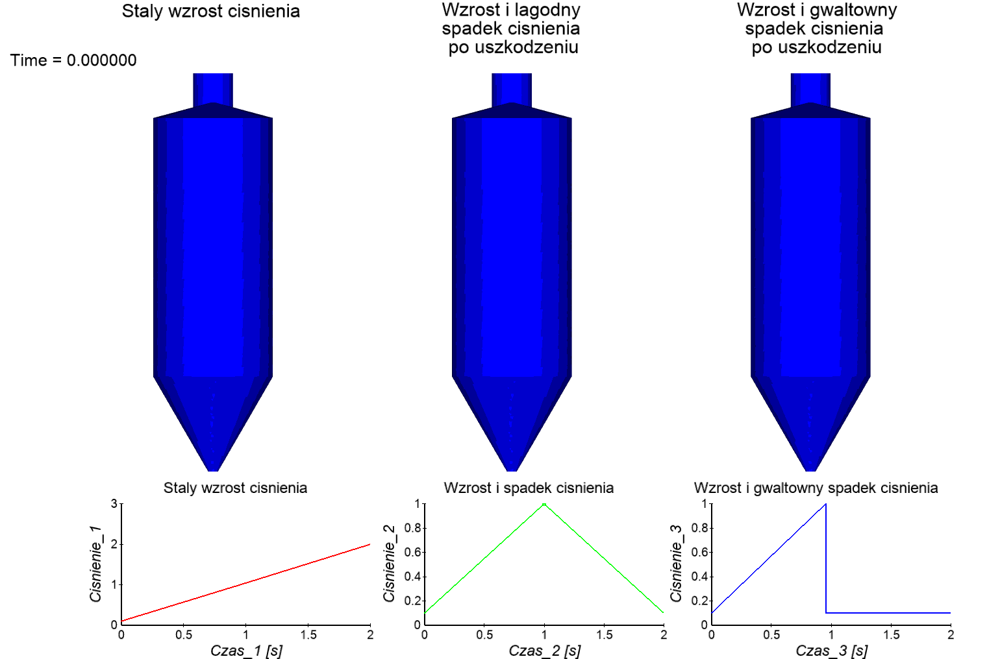 Staly wzrost cisnienia
Wzrost i lagodny
spadek cisnienia
po uszkodzeniu
Wzrost i gwaltowny
spadek cisnienia
po uszkodzeniu
Time = 0.000000
Staly wzrost cisnienia
3
2
1
0
Cisnienie_1
0 0.5 1 1.5 2
Czas_1 [s]
Wzrost i spadek cisnienia
1
0.8
0.6
0.4
0.2
0
Cisnienie_2
0 0.5 1 1.5 2
Czas_2 [s]
Wzrost i gwaltowny spadek cisnienia
1
0.8
0.6
0.4
0.2
0
Cisnienie_3
0 0.5 1 1.5 2
Czas_3 [s]